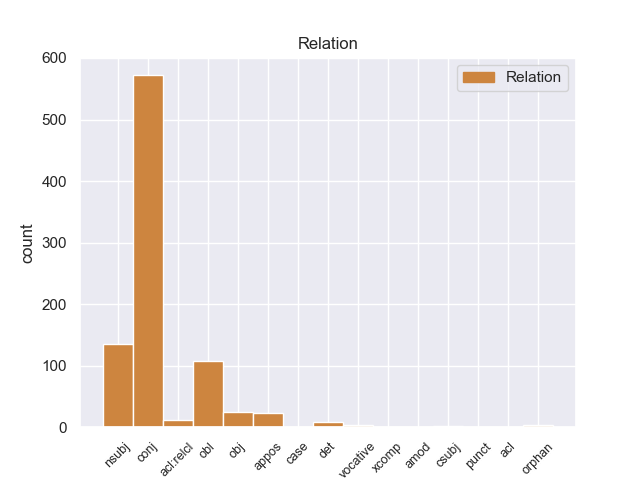 Relation
Relation
count
600
500
400
300
200
100
0
nsubj
conj
acl:relcl
obl
obj
appos
case
det
vocative
xcomp
amod
csubj
punct
acl
orphan